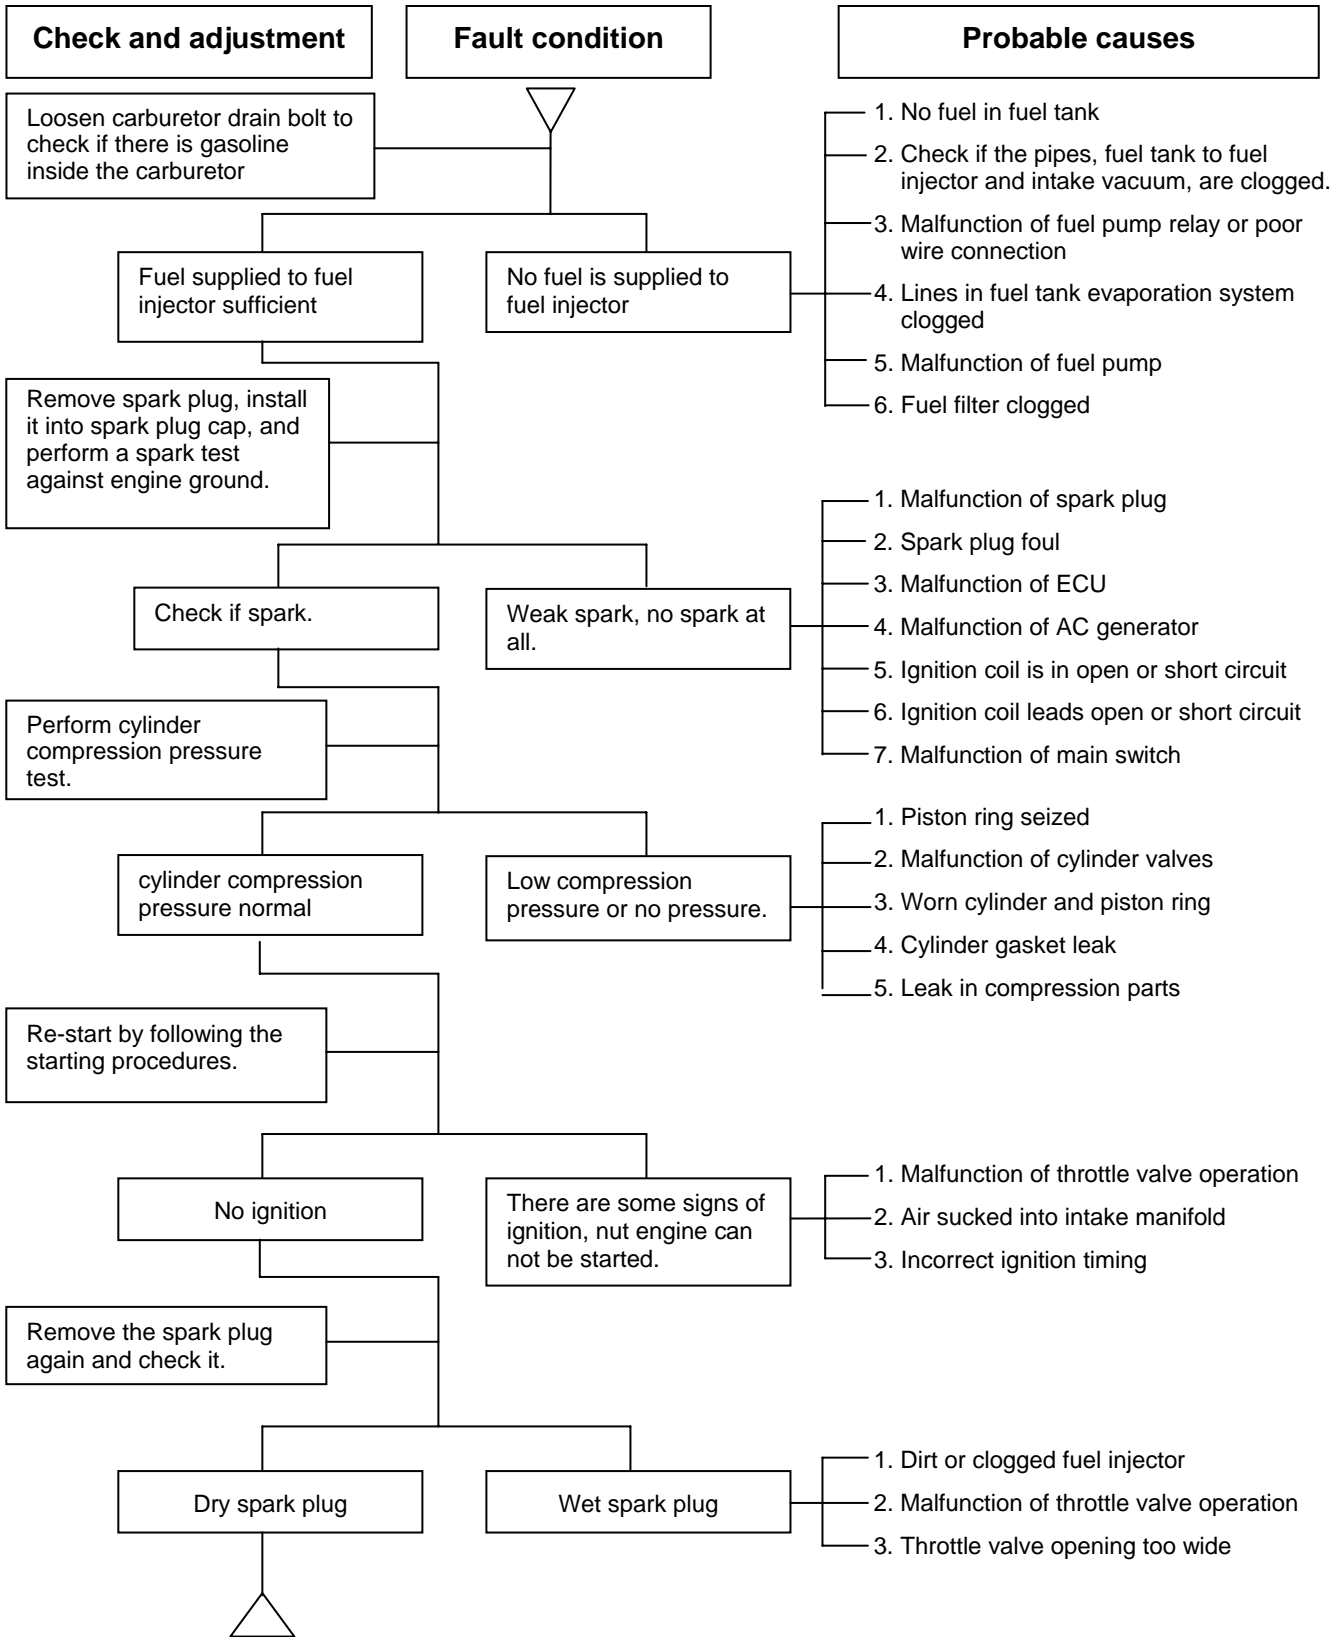 Check and adjustment
Fault condition
Probable causes
Loosen carburetor drain bolt to
check if there is gasoline
inside the carburetor
1. No fuel in fuel tank
2. Check if the pipes, fuel tank to fuel
injector and intake vacuum, are clogged.
3. Malfunction of fuel pump relay or poor
wire connection
4. Lines in fuel tank evaporation system
clogged
5. Malfunction of fuel pump
6. Fuel filter clogged
Fuel supplied to fuel
injector sufficient
No fuel is supplied to
fuel injector
Remove spark plug, install
it into spark plug cap, and
perform a spark test
against engine ground.
1. Malfunction of spark plug
2. Spark plug foul
3. Malfunction of ECU
4. Malfunction of AC generator
5. Ignition coil is in open or short circuit
6. Ignition coil leads open or short circuit
7. Malfunction of main switch
Check if spark.
Weak spark, no spark at
all.
Perform cylinder
compression pressure
test.
1. Piston ring seized
2. Malfunction of cylinder valves
3. Worn cylinder and piston ring
4. Cylinder gasket leak
5. Leak in compression parts
cylinder compression
pressure normal
Low compression
pressure or no pressure.
Re-start by following the
starting procedures.
No ignition
There are some signs of
ignition, nut engine can
not be started.
1. Malfunction of throttle valve operation
2. Air sucked into intake manifold
3. Incorrect ignition timing
Remove the spark plug
again and check it.
Dry spark plug
Wet spark plug
1. Dirt or clogged fuel injector
2. Malfunction of throttle valve operation
3. Throttle valve opening too wide